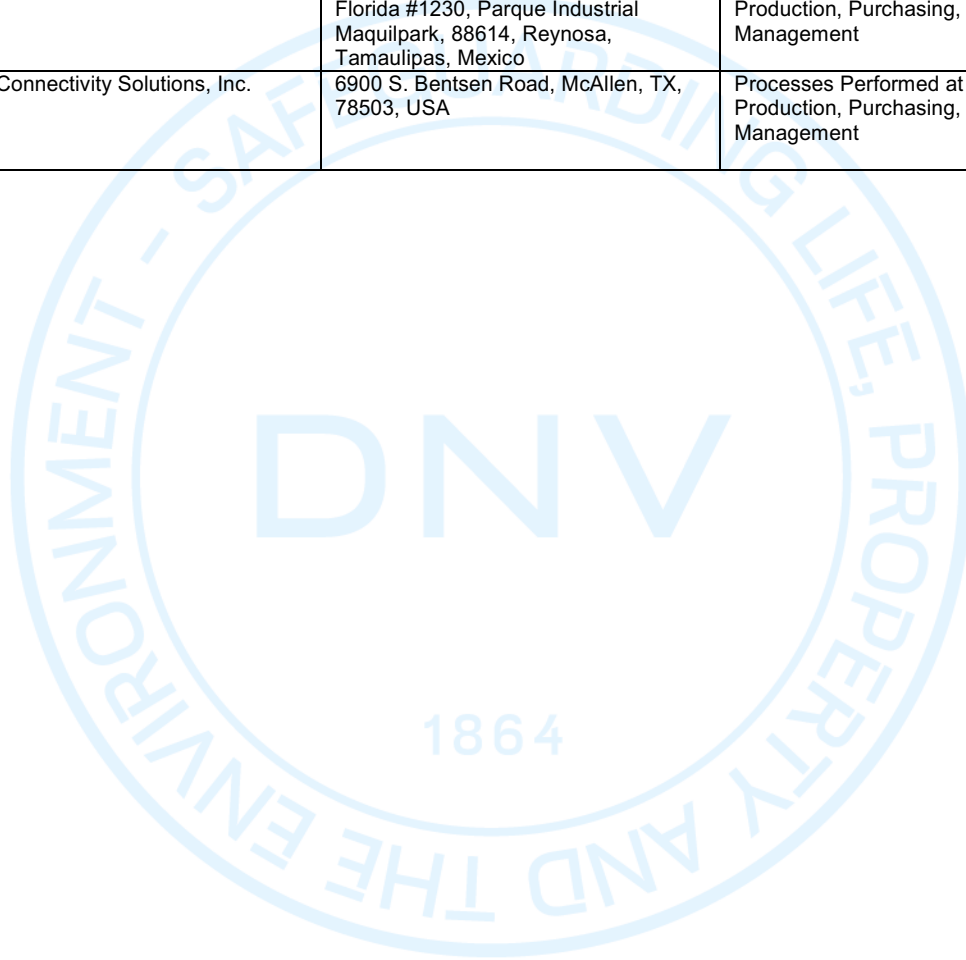 Florida #1230, Parque Industrial
Maquilpark, 88614, Reynosa,
Tamaulipas, Mexico
Production, Purchasing,
Management
Connectivity Solutions, Inc.
6900 S. Bentsen Road, McAllen, TX,
78503, USA
Processes Performed at
Production, Purchasing,
Management
SAFEGUARDING LIFE, PROPERTY AND THE ENVIRONMENT -
DNV
1864